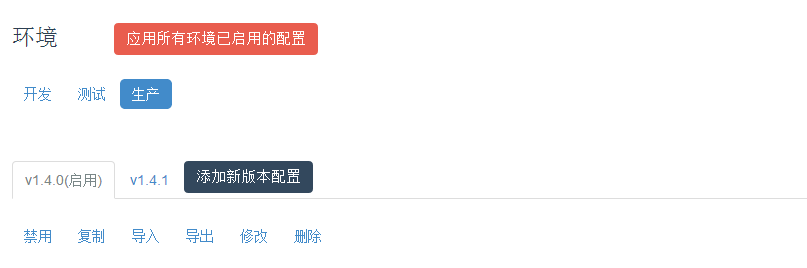 环境 应用所有环境已启用的配置
开发 测试 生产
v1.4.0(启用) v1.4.1 添加新版本配置
禁用 复制 导入 导出 修改 删除